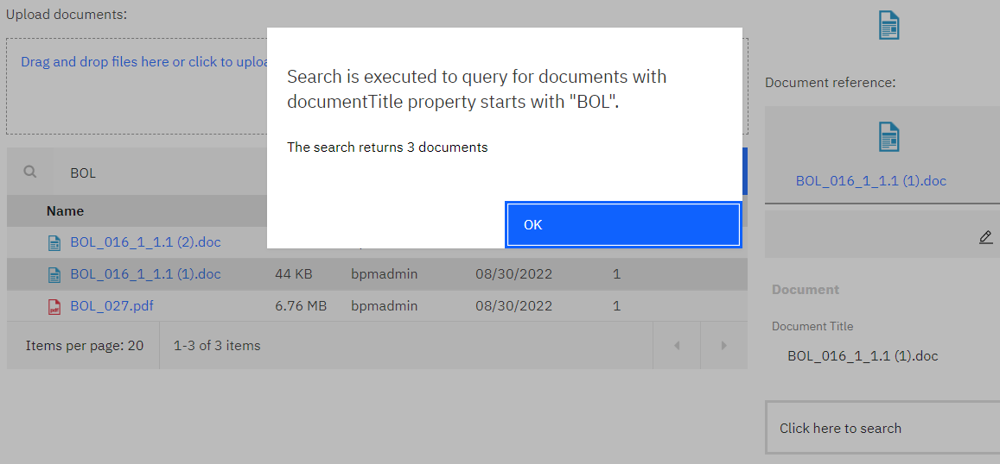 Upload documents:
Drag and drop files here or click to uploa
Search is executed to query for documents with
documentTitle property starts with "BOL".
The search returns 3 documents
OK
BOL
Name
BOL_016_1_1.1 (2).doc
BOL_016_1_1.1 (1).doc 44 KB bpmadmin 08/30/2022 1
BOL_027.pdf 6.76 MB bpmadmin 08/30/2022 1
Items per page: 20 1-3 of 3 items
Document reference:
BOL_016_1_1.1 (1).doc
Document
Document Title
BOL_016_1_1.1 (1).doc
Click here to search